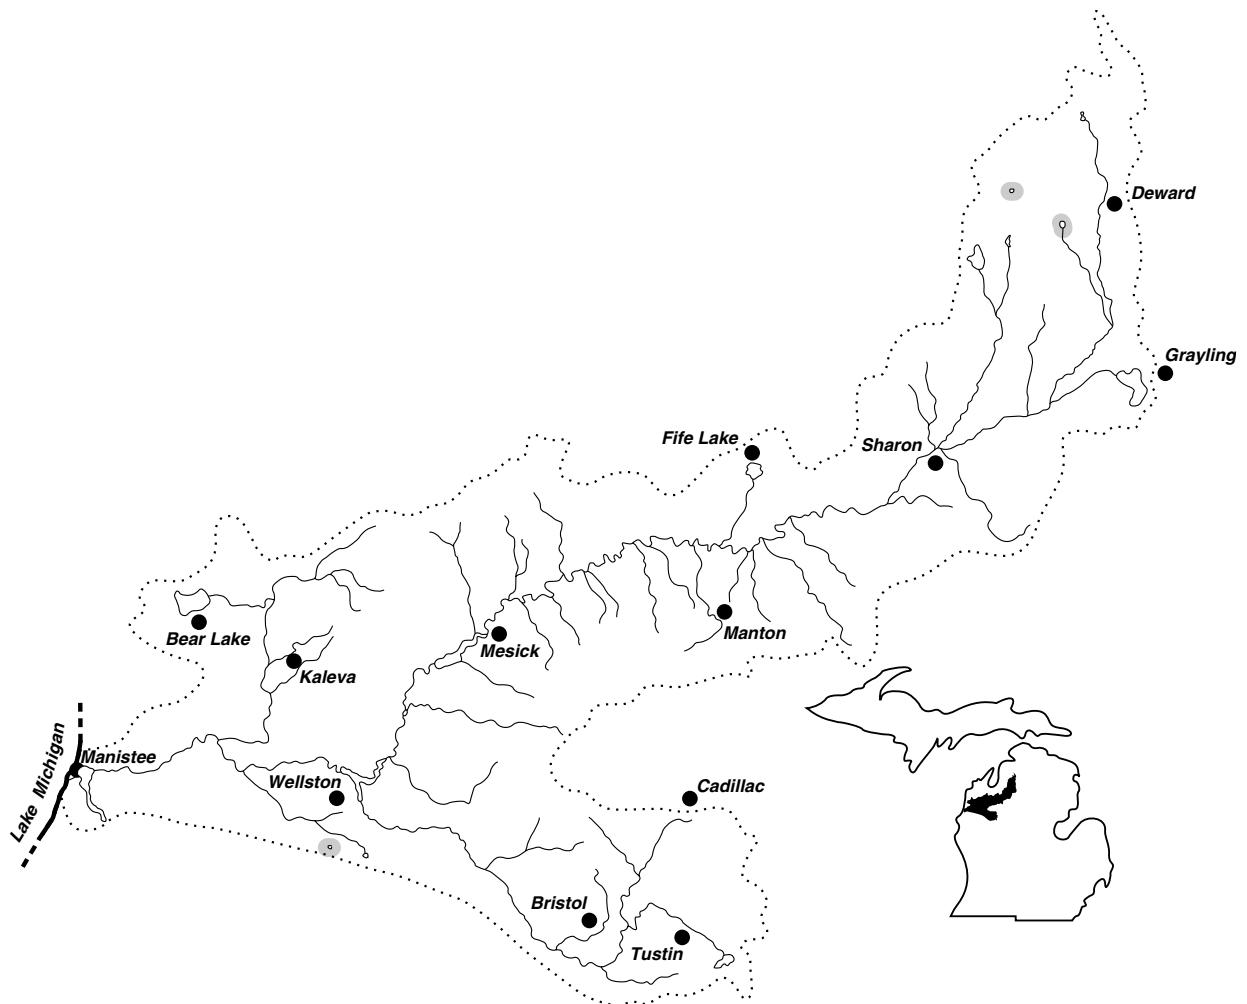 Deward
Grayling
Fife Lake
Sharon
Bear Lake
Kaleva
Mesick
Manton
Lake Michigan
Manistee
Wellston
Cadillac
Bristol
Tustin